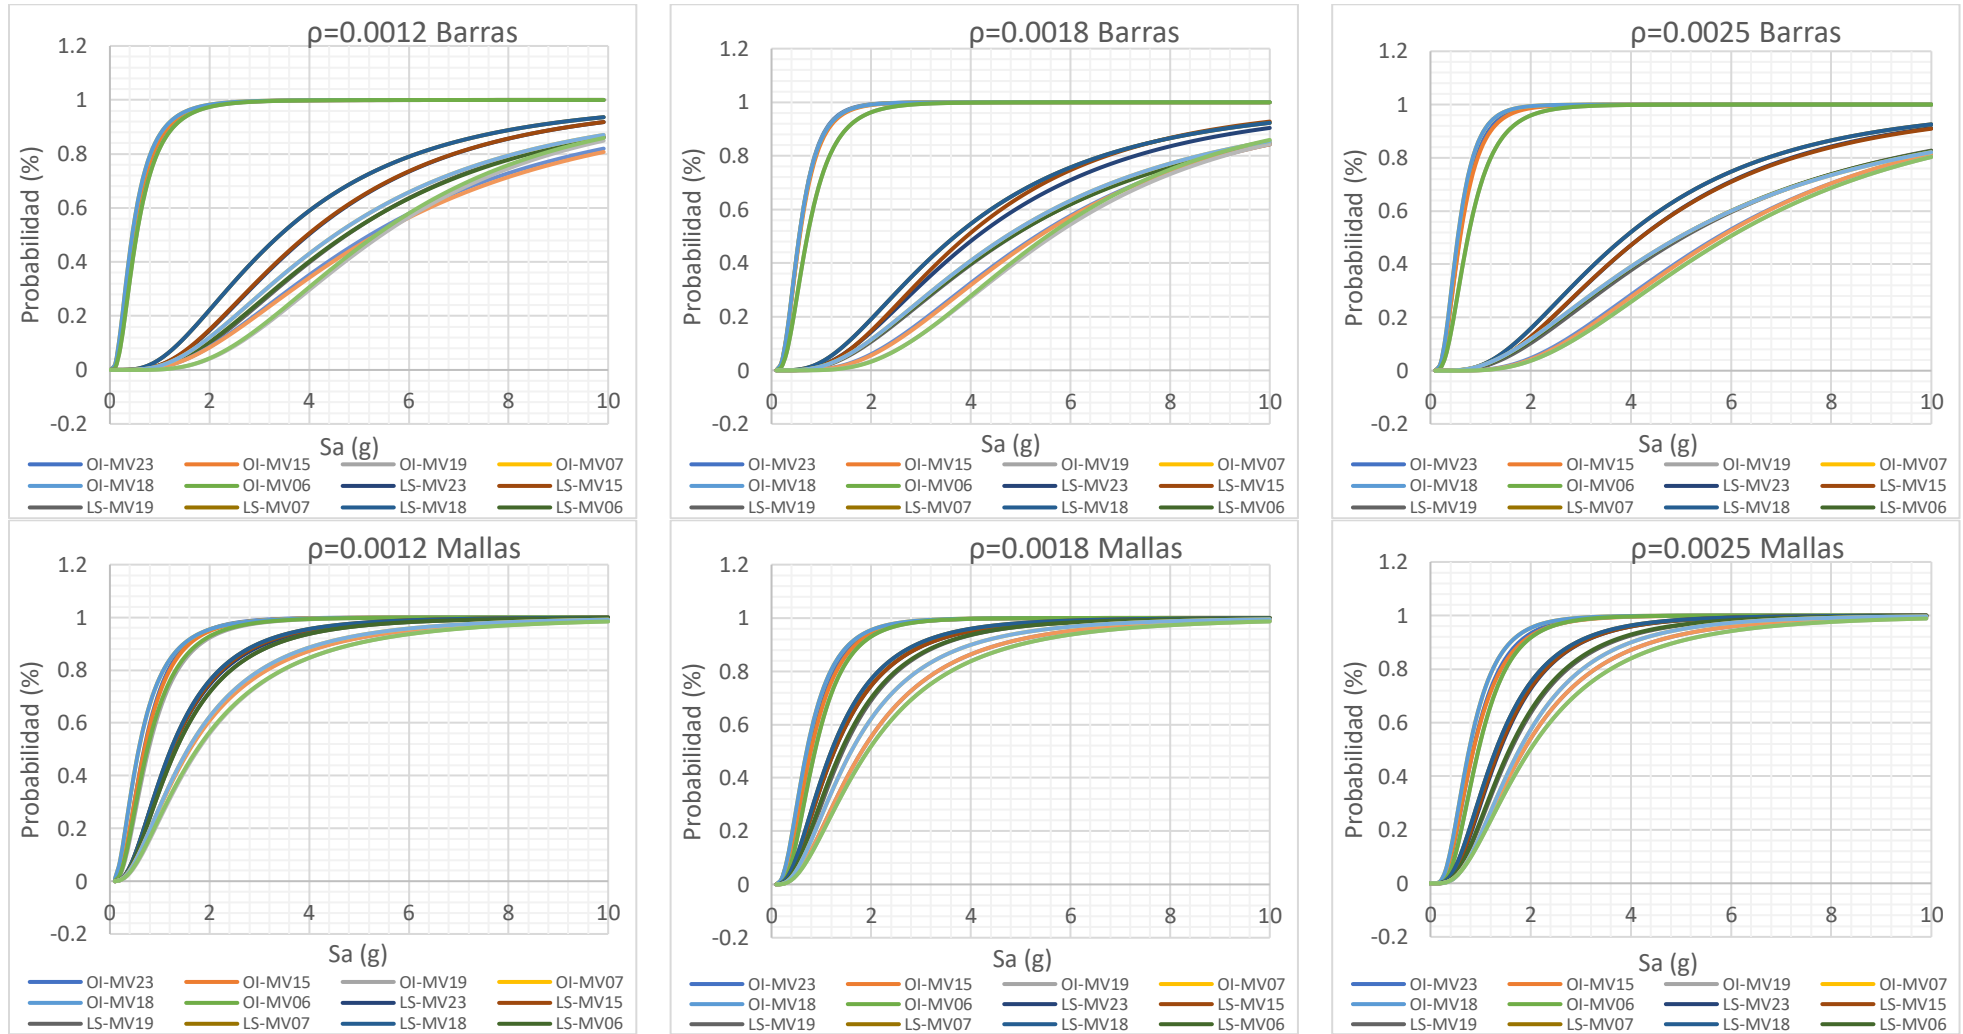 ρ=0.0012 Barras
1.2
1
0.8
0.6
0.4
0.2
0
-0.2
0 2 4 6 8 10
Probabilidad (%)
Sa (g)
OI-MV23 OI-MV15 OI-MV19 OI-MV07
OI-MV18 OI-MV06 LS-MV23 LS-MV15
LS-MV19 LS-MV07 LS-MV18 LS-MV06
ρ=0.0018 Barras
1.2
1
0.8
0.6
0.4
0.2
0
-0.2
0 2 4 6 8 10
Probabilidad (%)
Sa (g)
OI-MV23 OI-MV15 OI-MV19 OI-MV07
OI-MV18 OI-MV06 LS-MV23 LS-MV15
LS-MV19 LS-MV07 LS-MV18 LS-MV06
ρ=0.0025 Barras
1.2
1
0.8
0.6
0.4
0.2
0
-0.2
0 2 4 6 8 10
Probabilidad (%)
Sa (g)
OI-MV23 OI-MV15 OI-MV19 OI-MV07
OI-MV18 OI-MV06 LS-MV23 LS-MV15
LS-MV19 LS-MV07 LS-MV18 LS-MV06
ρ=0.0012 Mallas
1.2
1
0.8
0.6
0.4
0.2
0
-0.2
0 2 4 6 8 10
Probabilidad (%)
Sa (g)
OI-MV23 OI-MV15 OI-MV19 OI-MV07
OI-MV18 OI-MV06 LS-MV23 LS-MV15
LS-MV19 LS-MV07 LS-MV18 LS-MV06
ρ=0.0018 Mallas
1.2
1
0.8
0.6
0.4
0.2
0
-0.2
0 2 4 6 8 10
Probabilidad (%)
Sa (g)
OI-MV23 OI-MV15 OI-MV19 OI-MV07
OI-MV18 OI-MV06 LS-MV23 LS-MV15
LS-MV19 LS-MV07 LS-MV18 LS-MV06
ρ=0.0025 Mallas
1.2
1
0.8
0.6
0.4
0.2
0
-0.2
0 2 4 6 8 10
Probabilidad (%)
Sa (g)
OI-MV23 OI-MV15 OI-MV19 OI-MV07
OI-MV18 OI-MV06 LS-MV23 LS-MV15
LS-MV19 LS-MV07 LS-MV18 LS-MV06